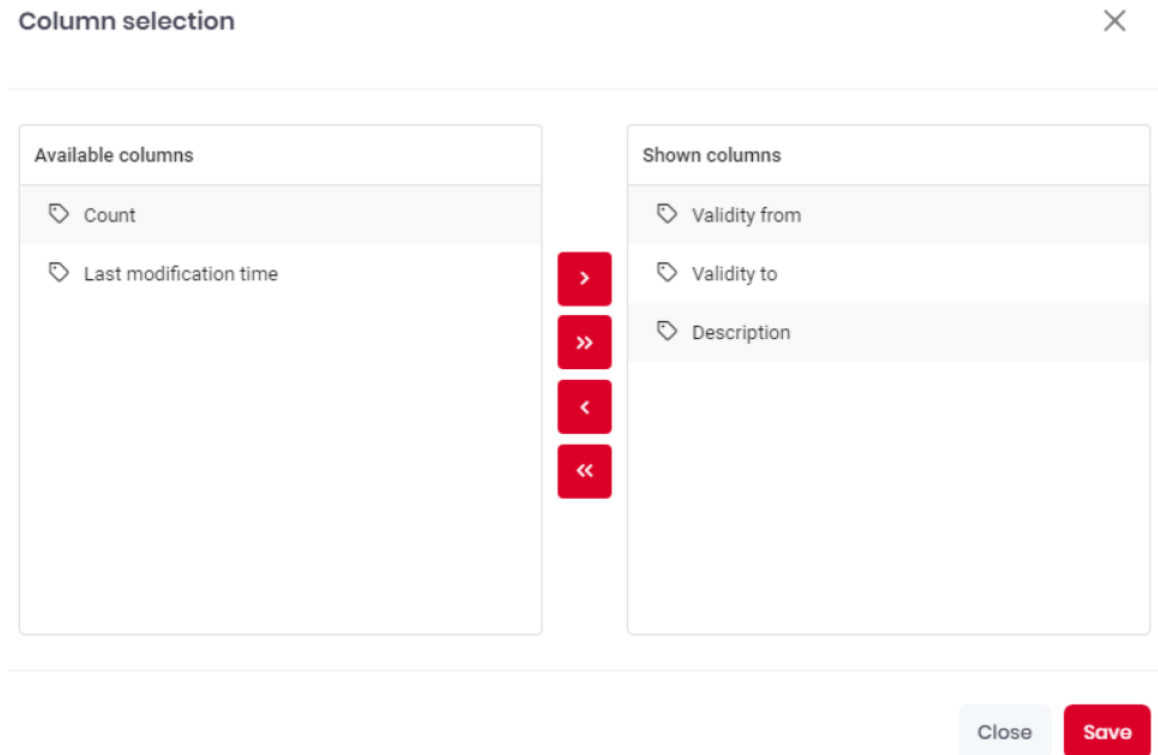 Column selection
Available columns
Count
Last modification time
Shown columns
Validity from
Validity to
Description
Close
Save